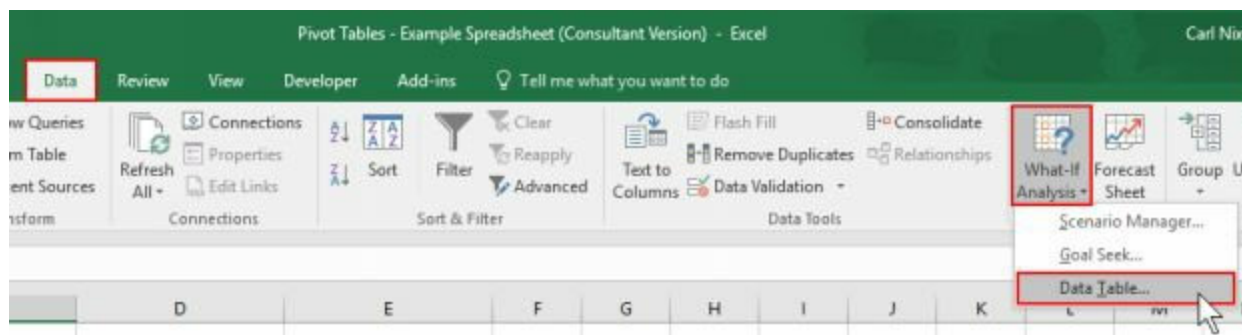 Pivot Tables - Example Spreadsheet (Consultant Version) - Excel
Carl Nix
Data Review View Developer Add-ins Tell me what you want to do
Queries
Table
Sources
Refresh All
Connections
Properties
Edit Links
Connections
Sort
Filter
Clear
Reapply
Advanced
Sort & Filter
Text to
Columns
Flash Fill
Remove Duplicates
Data Validation
Consolidate
Relationships
Data Tools
What-If
Analysis
Forecast
Sheet
Group
Scenario Manager...
Goal Seek...
Data Table...
D E F G H I J K